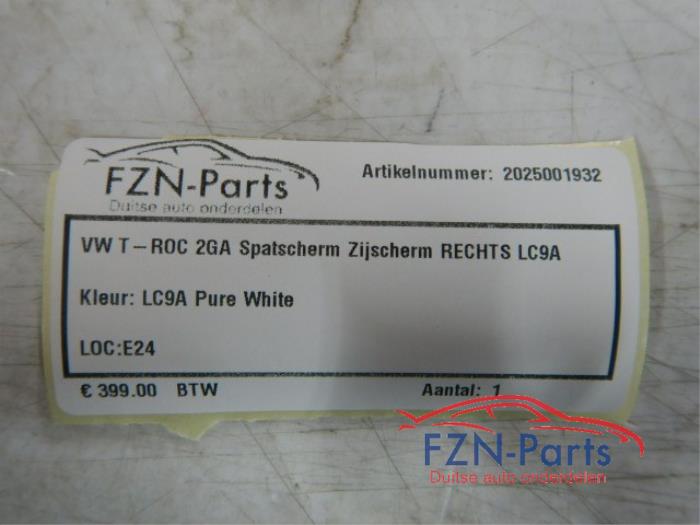 FZN-Parts
Duitse auto onderdelen
Artikelnummer: 2025001932
VW T-ROC 2GA Spatscherm Zijscherm RECHTS LC9A
Kleur: LC9A Pure White
LOC:E24
€ 399.00 BTW Aantal: 1
FZN-Parts
Duitse auto onderdelen